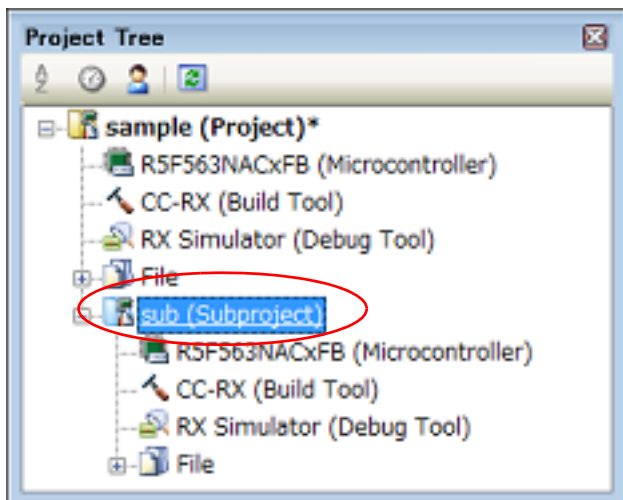 Project Tree
sample (Project)*
R5F563NACxFB (Microcontroller)
CC-RX (Build Tool)
RX Simulator (Debug Tool)
File
sub (Subproject)
R5F563NACxFB (Microcontroller)
CC-RX (Build Tool)
RX Simulator (Debug Tool)
File